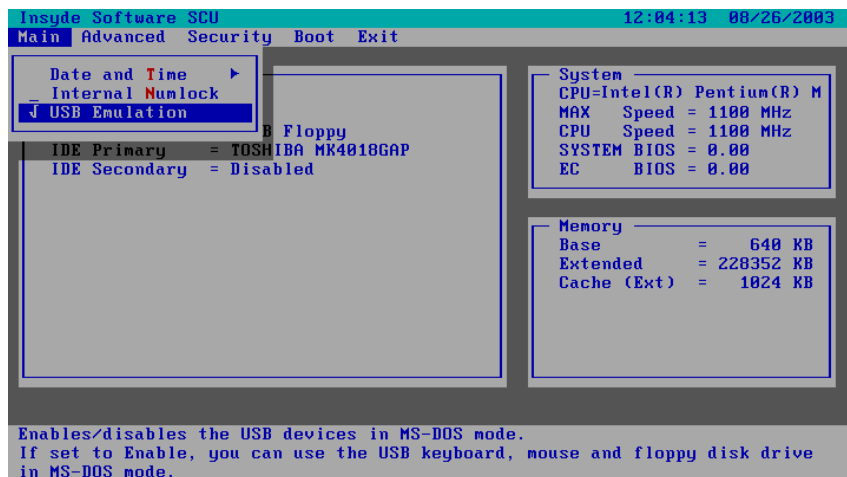 Insyde Software SCU 12:04:13 08/26/2003
Main Advanced Security Boot Exit
Date and Time
Internal Numlock
√ USB Emulation
B Floppy
IDE Primary = TOSHIBA MK4018GAP
IDE Secondary = Disabled
System
CPU=Intel(R) Pentium(R) M
MAX Speed = 1100 MHz
CPU Speed = 1100 MHz
SYSTEM BIOS = 0.00
EC BIOS = 0.00
Memory
Base = 640 KB
Extended = 228352 KB
Cache (Ext) = 1024 KB
Enables/disables the USB devices in MS-DOS mode.
If set to Enable, you can use the USB keyboard, mouse and floppy disk drive
in MS-DOS mode.